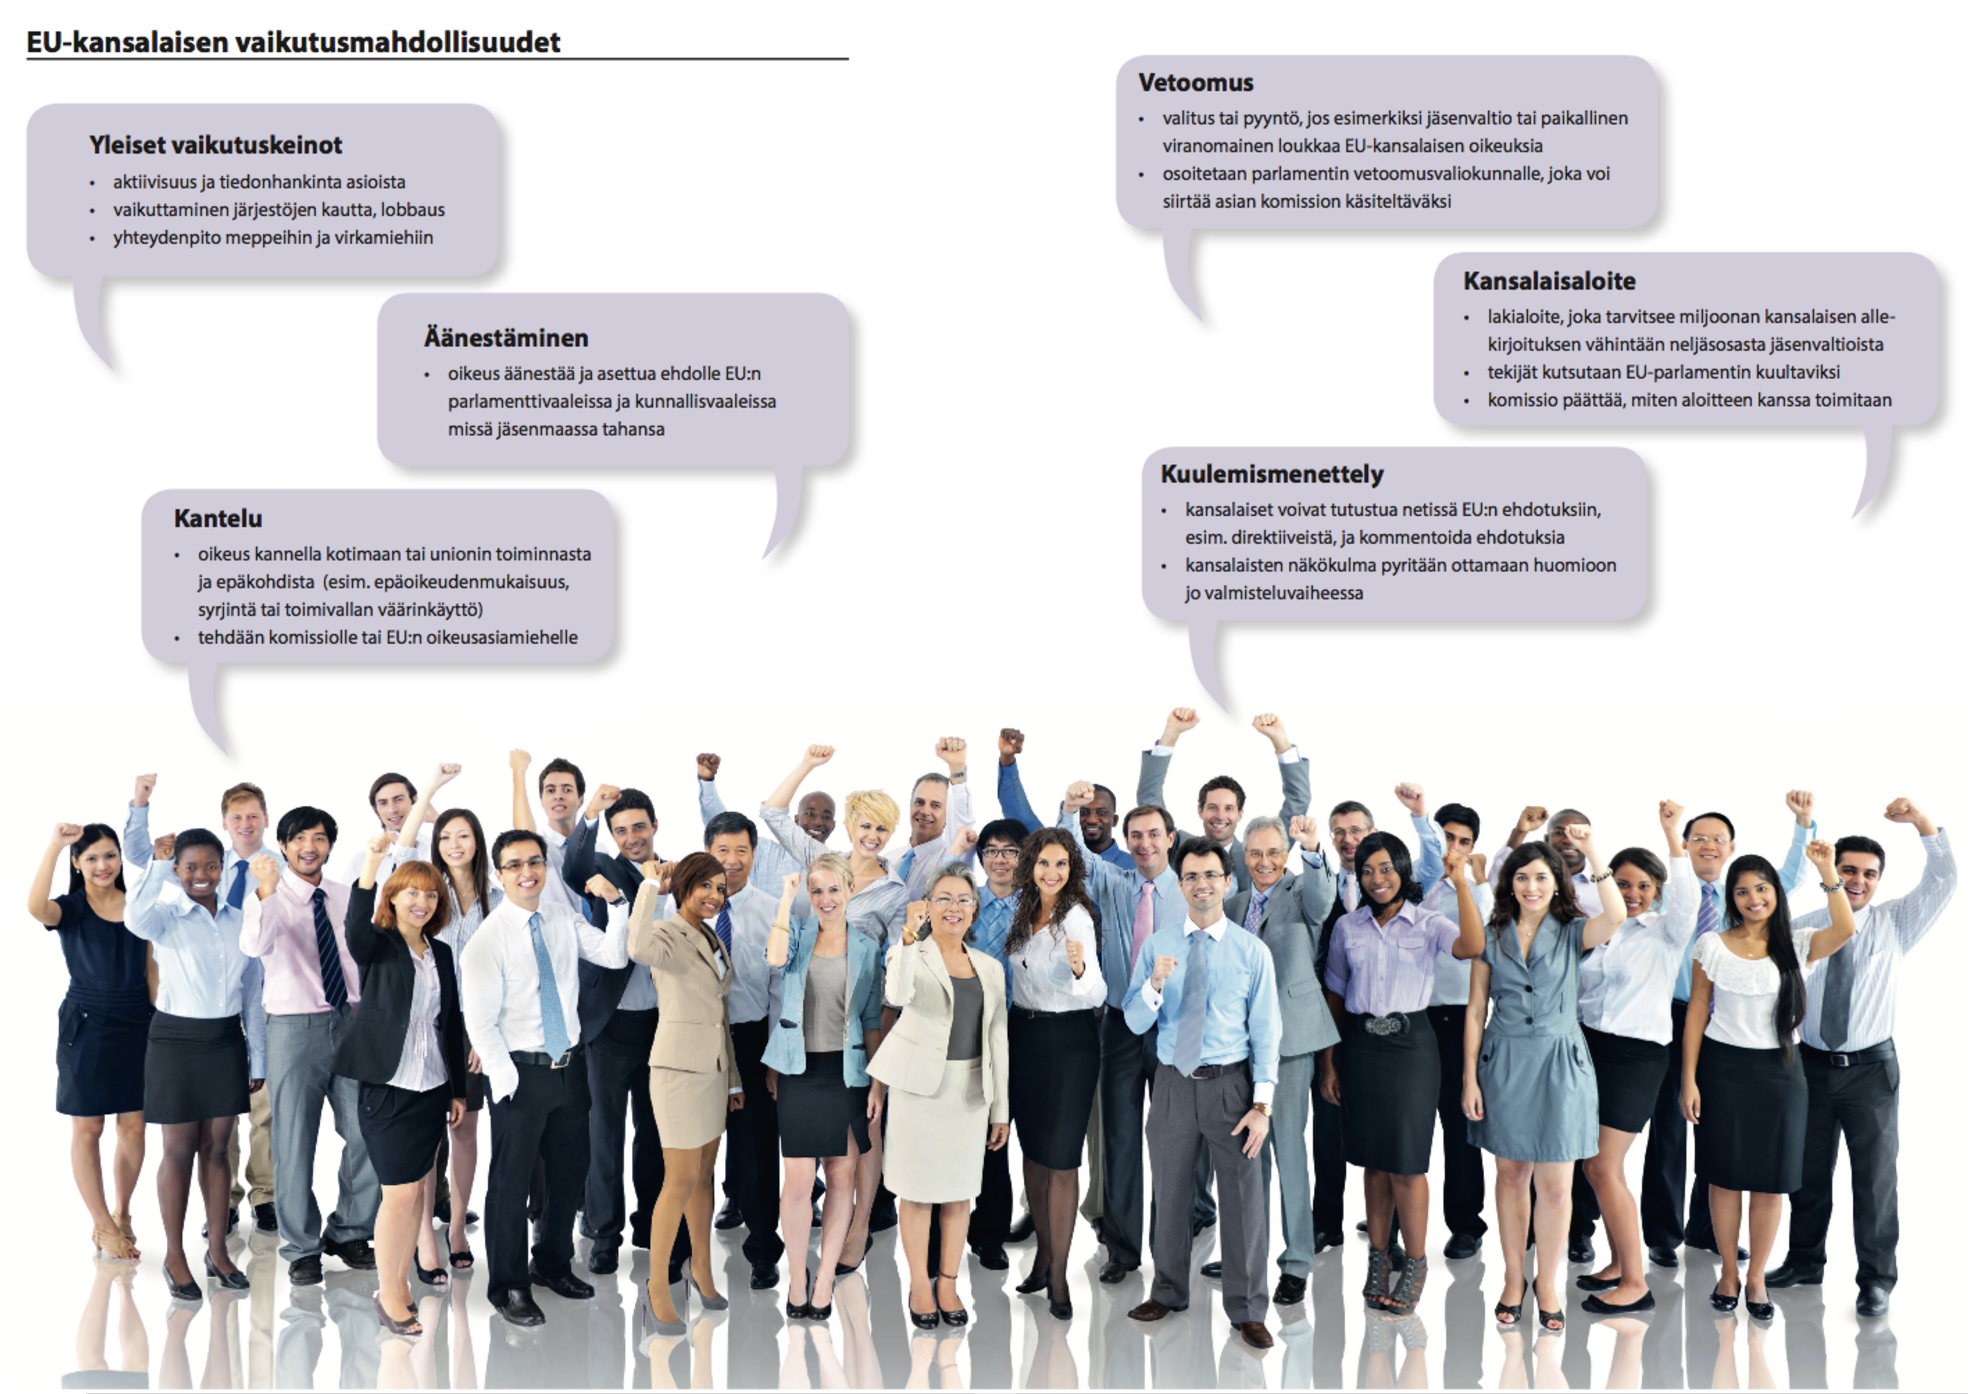 EU-kansalaisen vaikutusmahdollisuudet
Yleiset vaikutuskeinot
• aktiivisuus ja tiedonhankinta asioista
• vaikuttaminen järjestöjen kautta, lobbaus
• yhteydenpito meppeihin ja virkamiehiin
Äänestäminen
• oikeus äänestää ja asettua ehdolle EU:n
parlamenttivaaleissa ja kunnallisvaaleissa
missä jäsenmaassa tahansa
Kantelu
• oikeus kannella kotimaan tai unionin toiminnasta
ja epäkohdista (esim. epäoikeudenmukaisuus,
syrjintä tai toimivallan väärinkäyttö)
• tehdään komissiolle tai EU:n oikeusasiamiehelle
Vetoomus
• valitus tai pyyntö, jos esimerkiksi jäsenvaltio tai paikallinen
viranomainen loukkaa EU-kansalaisen oikeuksia
• osoitetaan parlamentin vetoomusvaliokunnalle, joka voi
siirtää asian komission käsiteltäväksi
Kansalaisaloite
• lakialoite, joka tarvitsee miljoonan kansalaisen alle-
kirjoituksen vähintään neljäsosasta jäsenvaltioista
• tekijät kutsutaan EU-parlamentin kuultaviksi
• komissio päättää, miten aloitteen kanssa toimitaan
Kuulemismenettely
• kansalaiset voivat tutustua netissä EU:n ehdotuksiin,
esim. direktiiveistä, ja kommentoida ehdotuksia
• kansalaisten näkökulma pyritään ottamaan huomioon
jo valmisteluvaiheessa